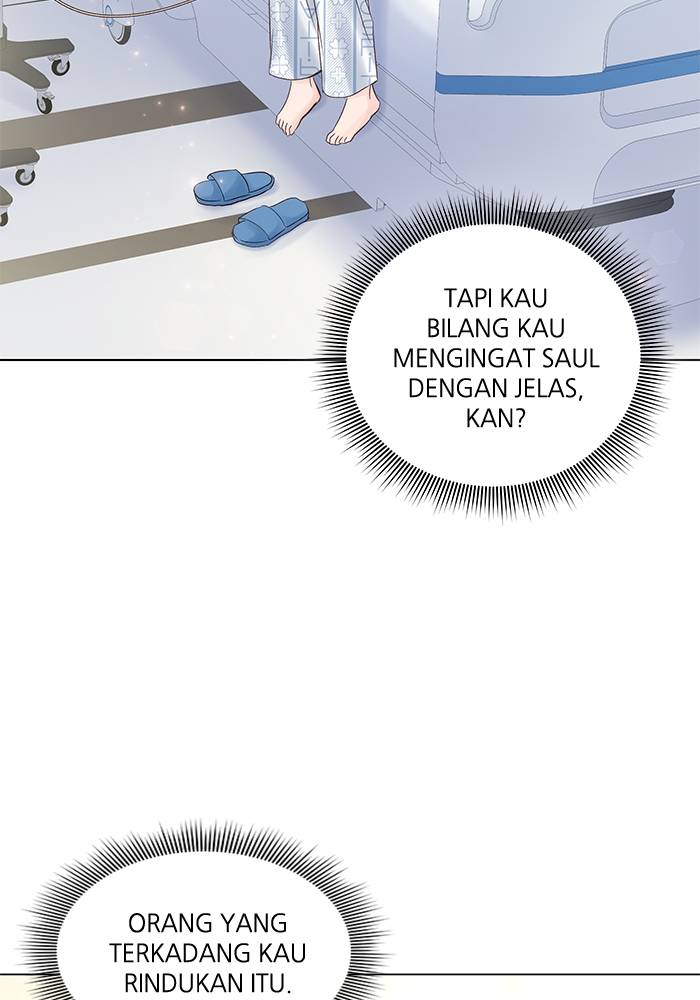 TAPI KAU
BILANG KAU
MENGINGAT SAUL
DENGAN JELAS,
KAN?
ORANG YANG
TERKADANG KAU
RINDUKAN ITU.